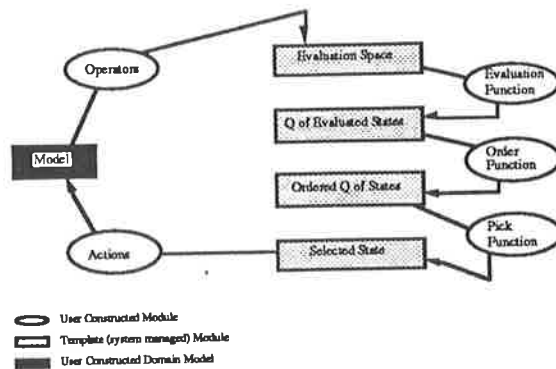 Operators
Evaluation Space
Evaluation
Function
Q of Evaluated States
Order
Function
Model
Ordered Q of States
Pick
Function
Actions
Selected State
User Constructed Module
Template (system managed) Module
User Constructed Domain Model